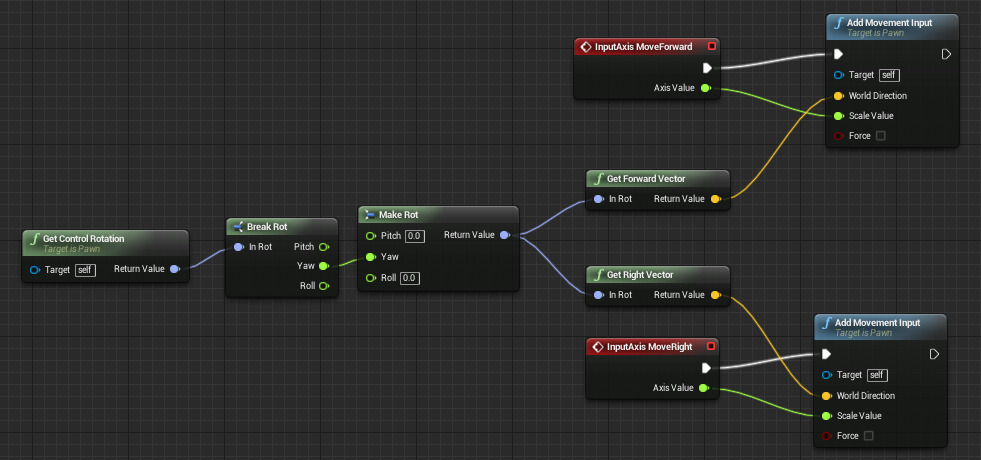 Get Control Rotation
Target is Pawn
Target self Return Value
Break Rot
In Rot Pitch
Yaw
Roll
Make Rot
Pitch 0.0 Return Value
Yaw
Roll 0.0
InputAxis MoveForward
Axis Value
Add Movement Input
Target is Pawn
Target self
World Direction
Scale Value
Force
Get Forward Vector
In Rot Return Value
Get Right Vector
In Rot Return Value
InputAxis MoveRight
Axis Value
Add Movement Input
Target is Pawn
Target self
World Direction
Scale Value
Force